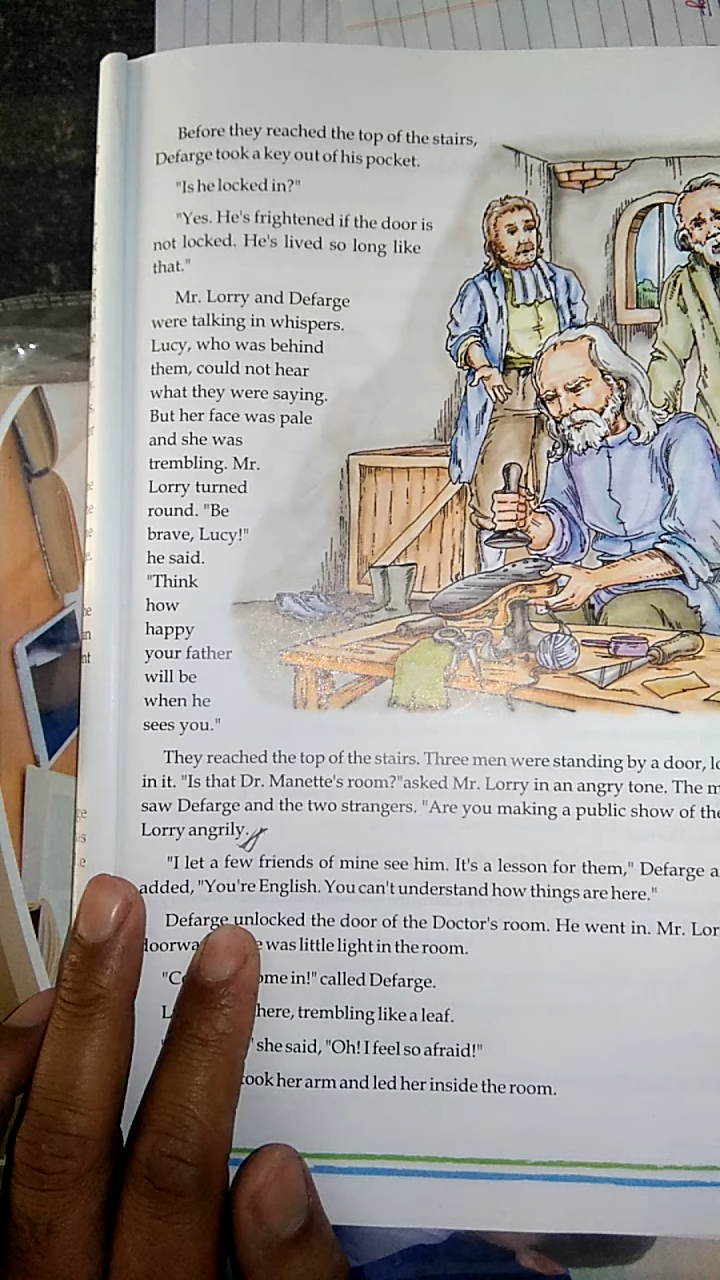 Before they reached the top of the stairs,
Defarge took a key out of his pocket.
"Is he locked in?"
"Yes. He's frightened if the door is
not locked. He's lived so long like
that."
Mr. Lorry and Defarge
were talking in whispers.
Lucy, who was behind
them, could not hear
what they were saying.
But her face was pale
and she was
trembling. Mr.
Lorry turned
round. "Be
brave, Lucy!"
he said.
"Think
how
happy
your father
will be
when he
sees you."
They reached the top of the stairs. Three men were standing by a door,
in it. "Is that Dr. Manette's room?"asked Mr. Lorry in an angry tone. The
saw Defarge and the two strangers. "Are you making a public show of
Lorry angrily.
"I let a few friends of mine see him. It's a lesson for them," Defarge
added, "You're English. You can't understand how things are here."
Defarge unlocked the door of the Doctor's room. He went in. Mr.
was little light in the room.
in!" called Defarge.
trembling like a leaf.
she said, "Oh! I feel so afraid!"
her arm and led her inside the room.